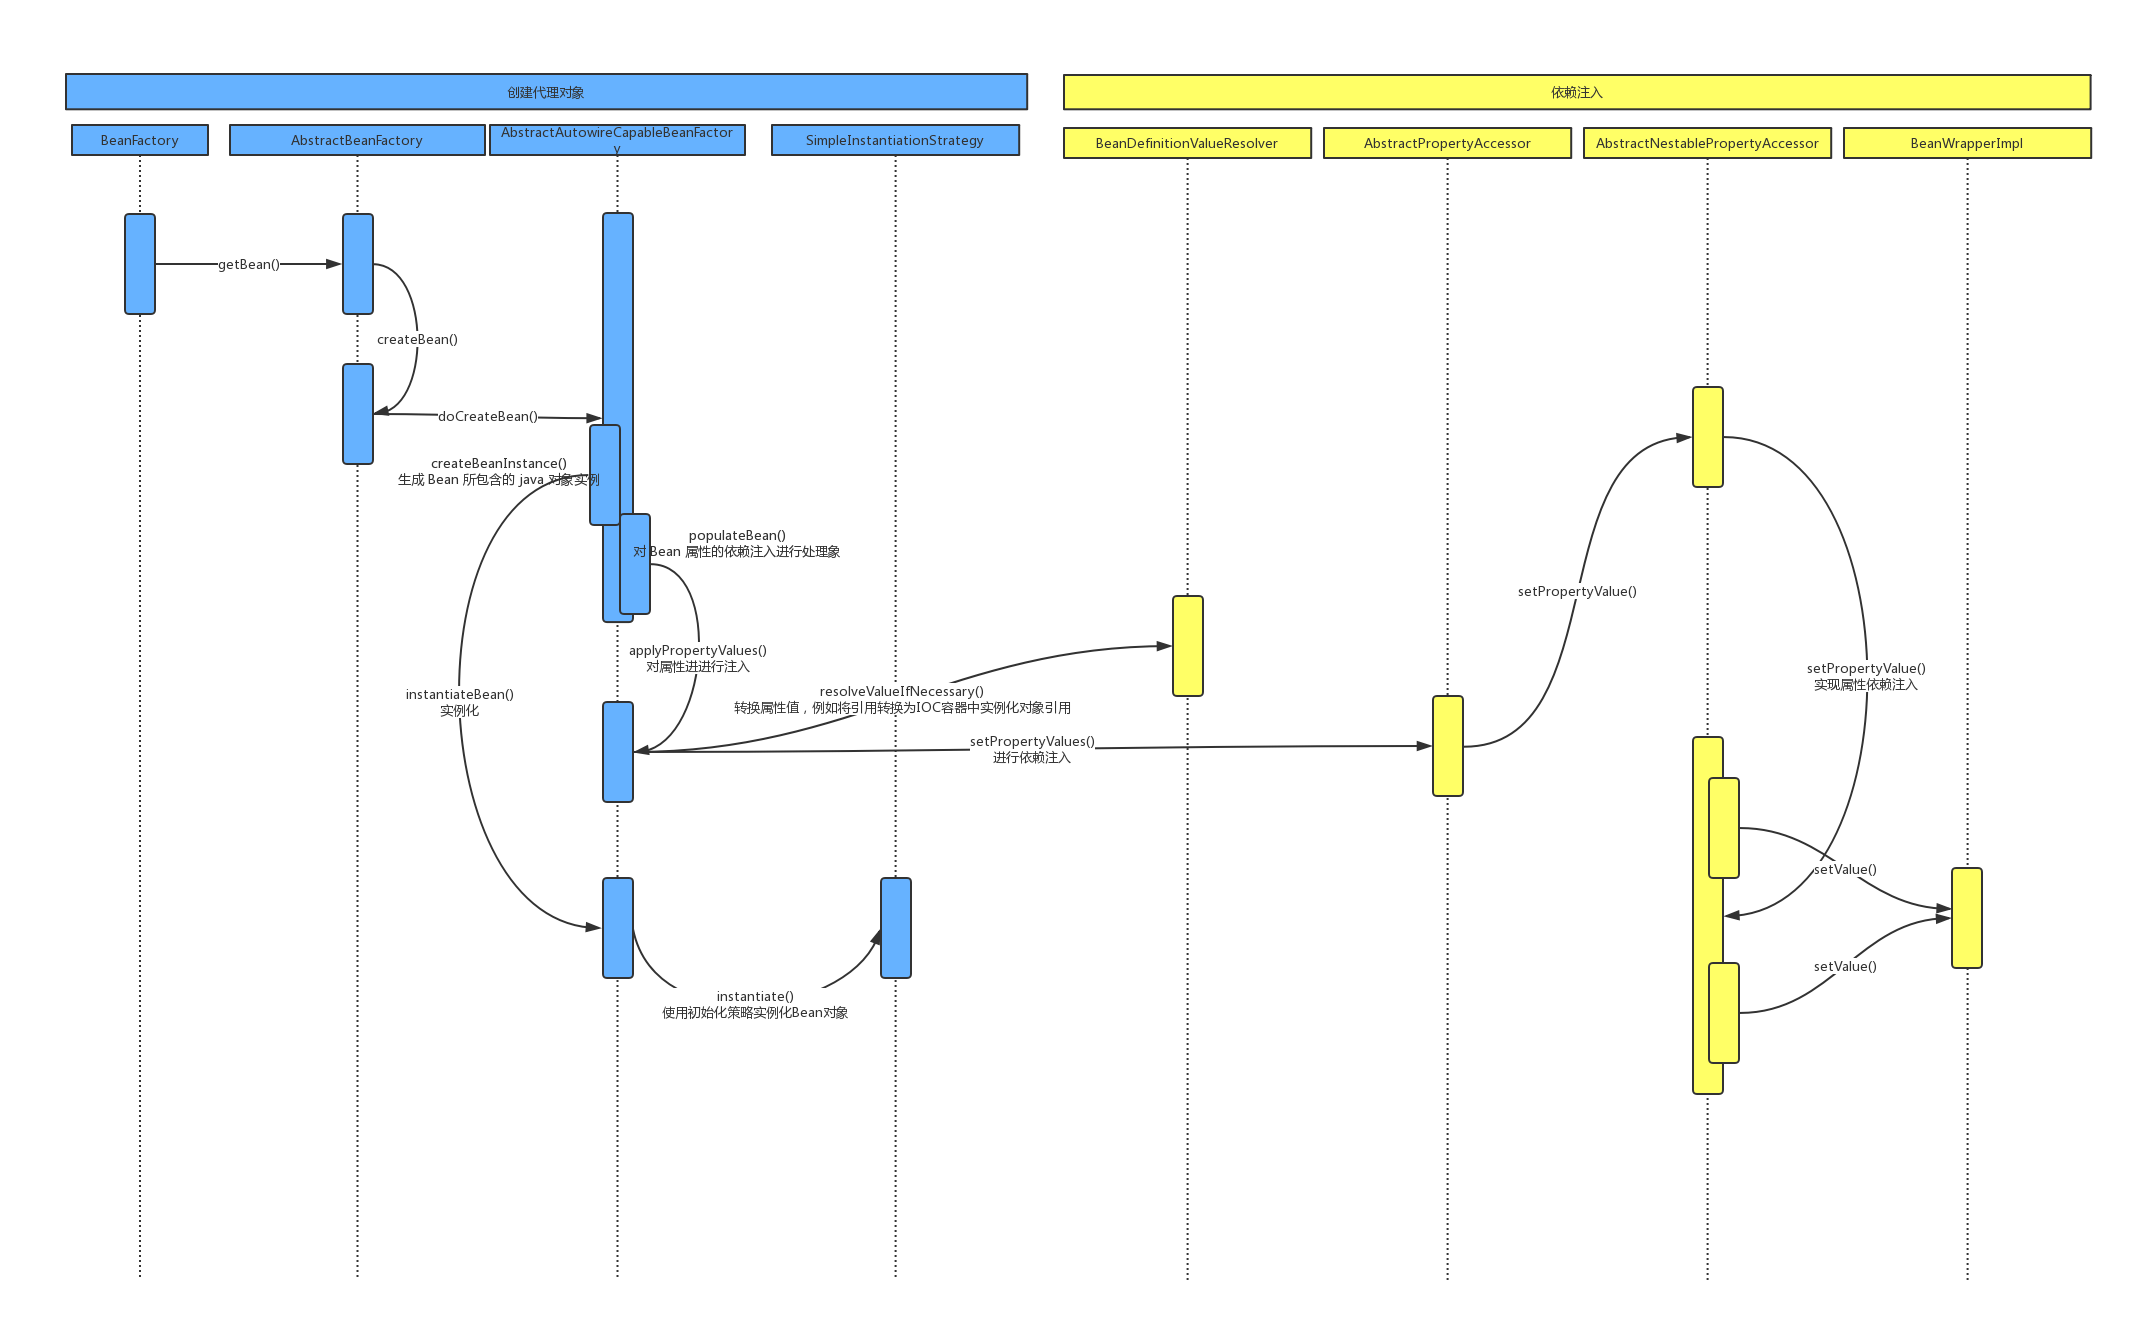 创建代理对象
依赖注入
BeanFactory
AbstractBeanFactory
AbstractAutowireCapableBeanFactor
y
SimpleInstantiationStrategy
BeanDefinitionValueResolver
AbstractPropertyAccessor
AbstractNestablePropertyAccessor
BeanWrapperImpl
getBean()
createBean()
doCreateBean()
createBeanInstance()
生成 Bean 所包含的 java 对象实例
populateBean()
对 Bean 属性的依赖注入进行处理象
setPropertyValue()
applyPropertyValues()
对属性进进行注入
setPropertyValue()
实现属性依赖注入
instantiateBean()
实例化
resolveValueIfNecessary()
转换属性值，例如将引用转换为IOC容器中实例化对象引用
setPropertyValues()
进行依赖注入
setValue()
setValue()
instantiate()
使用初始化策略实例化Bean对象